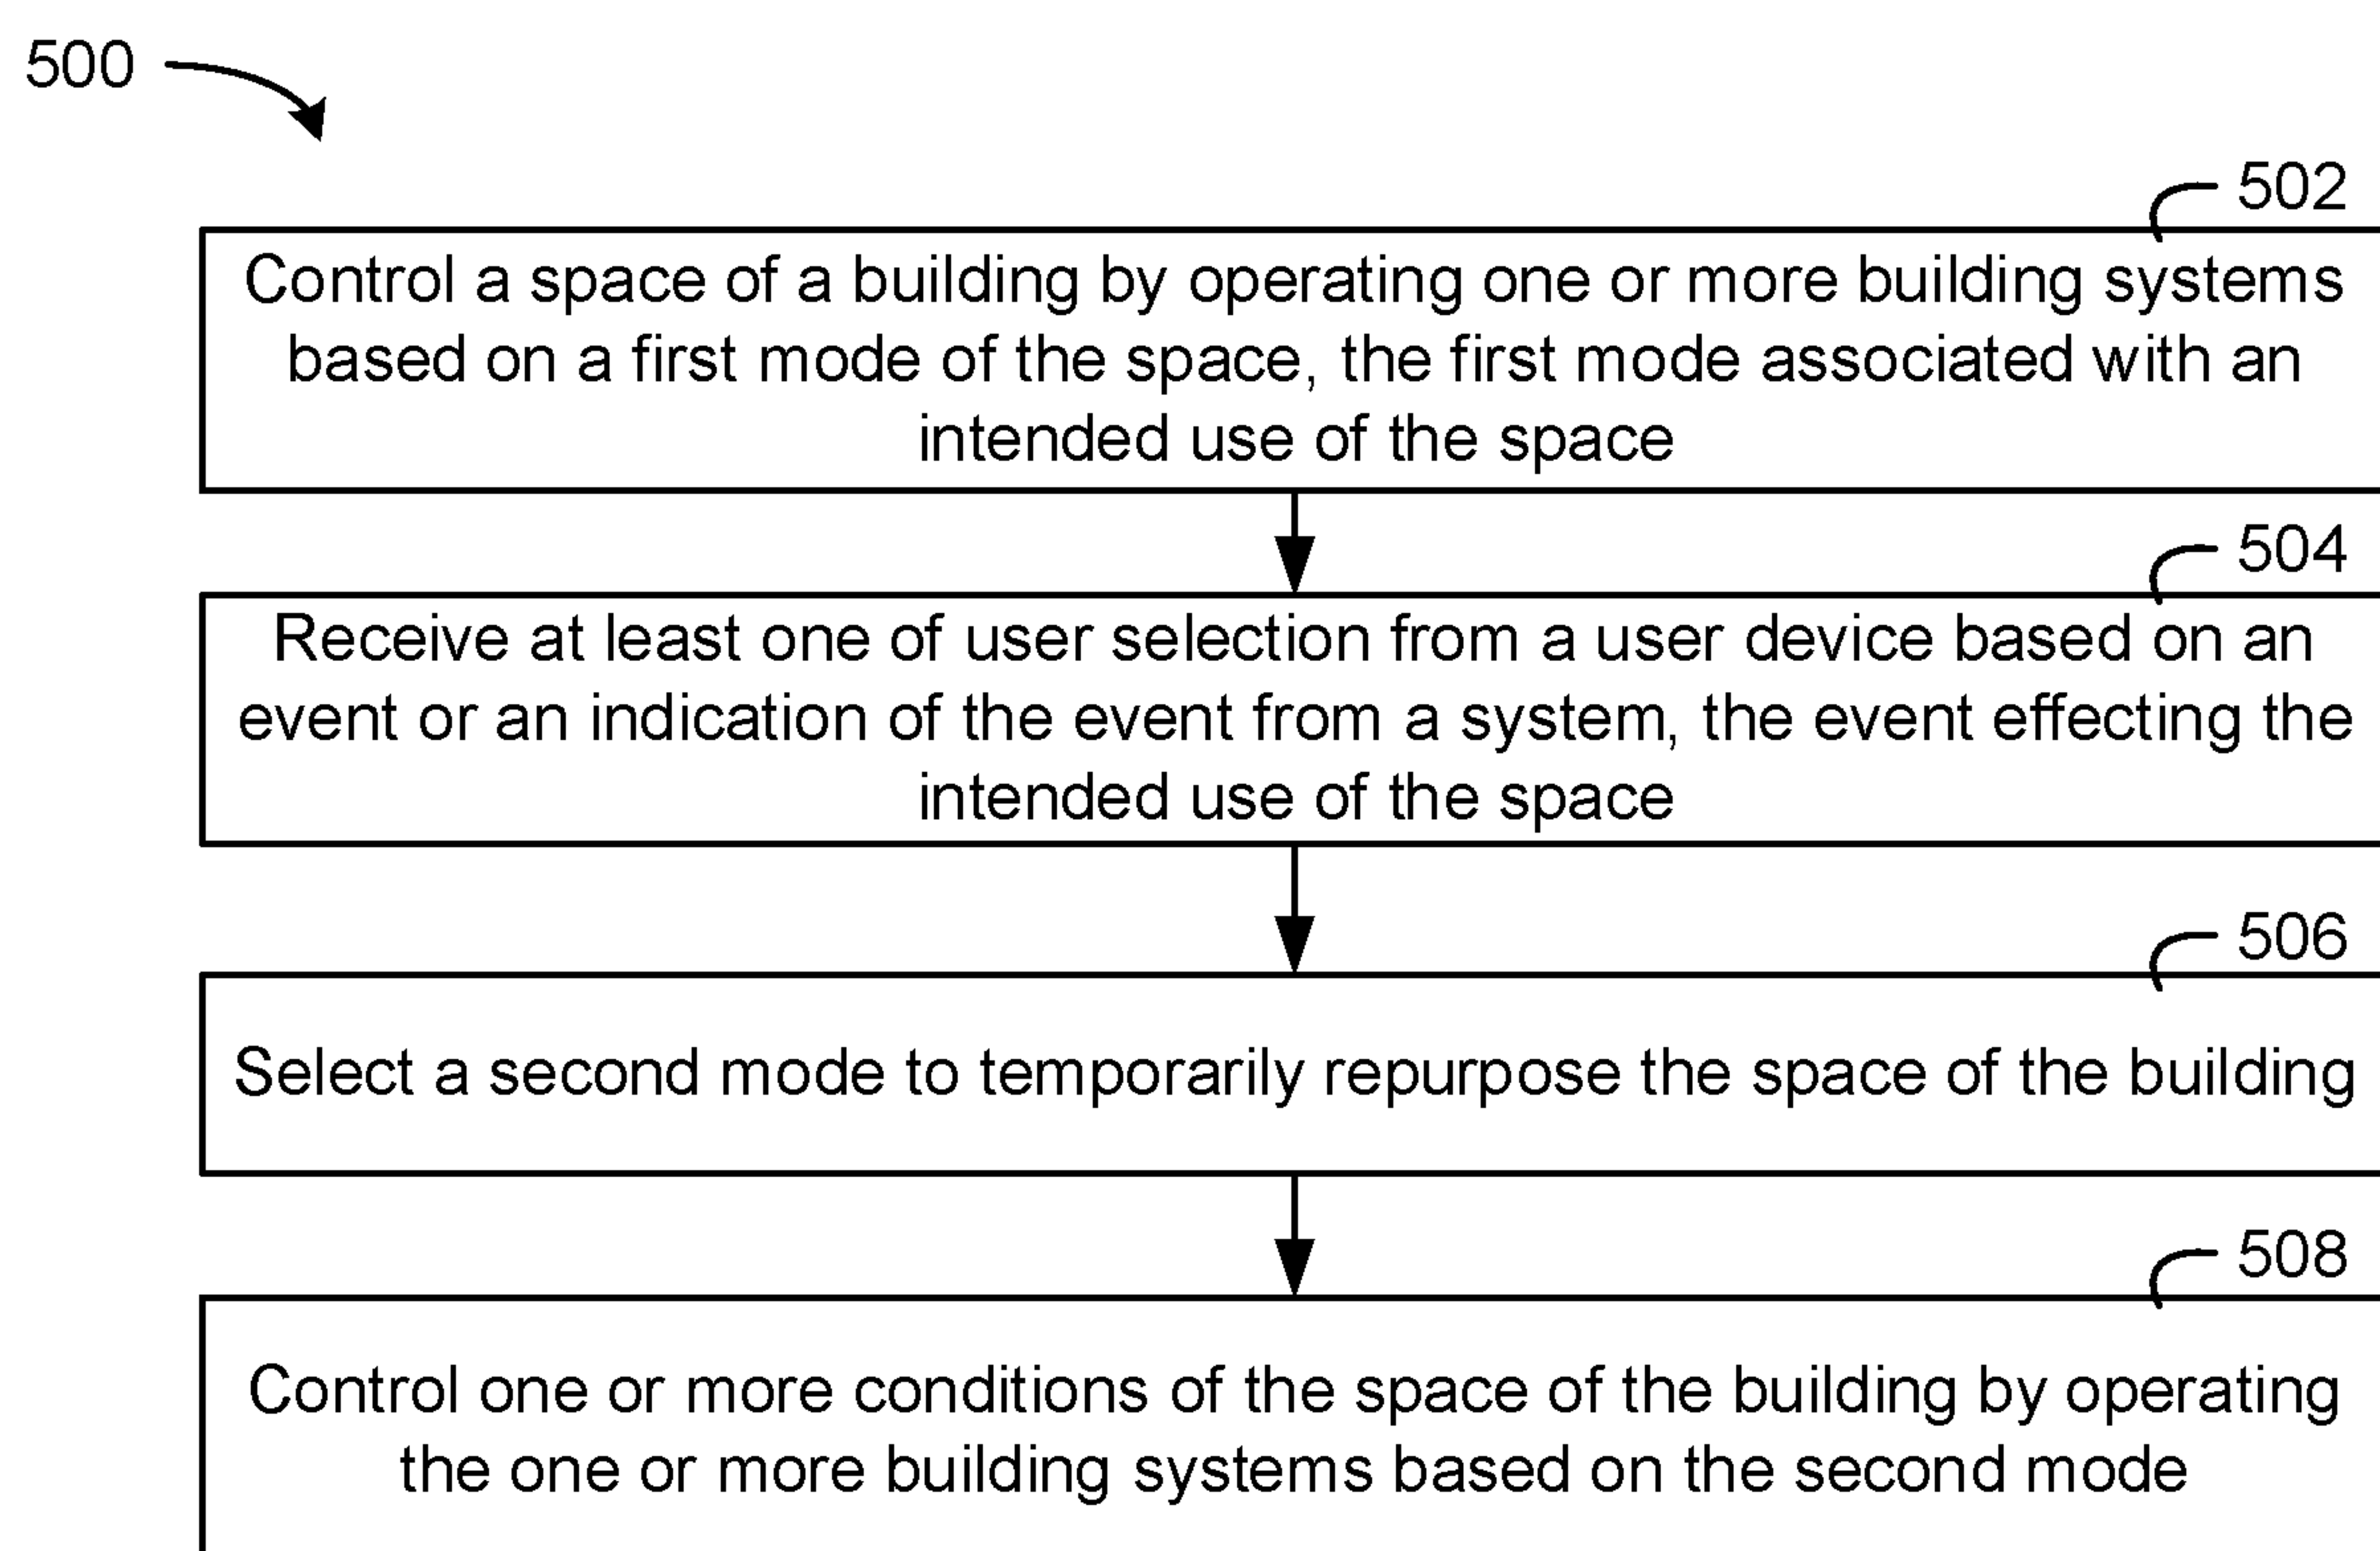 500
502
Control a space of a building by operating one or more building systems
based on a first mode of the space, the first mode associated with an
intended use of the space
504
Receive at least one of user selection from a user device based on an
event or an indication of the event from a system, the event effecting the
intended use of the space
506
Select a second mode to temporarily repurpose the space of the building
508
Control one or more conditions of the space of the building by operating
the one or more building systems based on the second mode